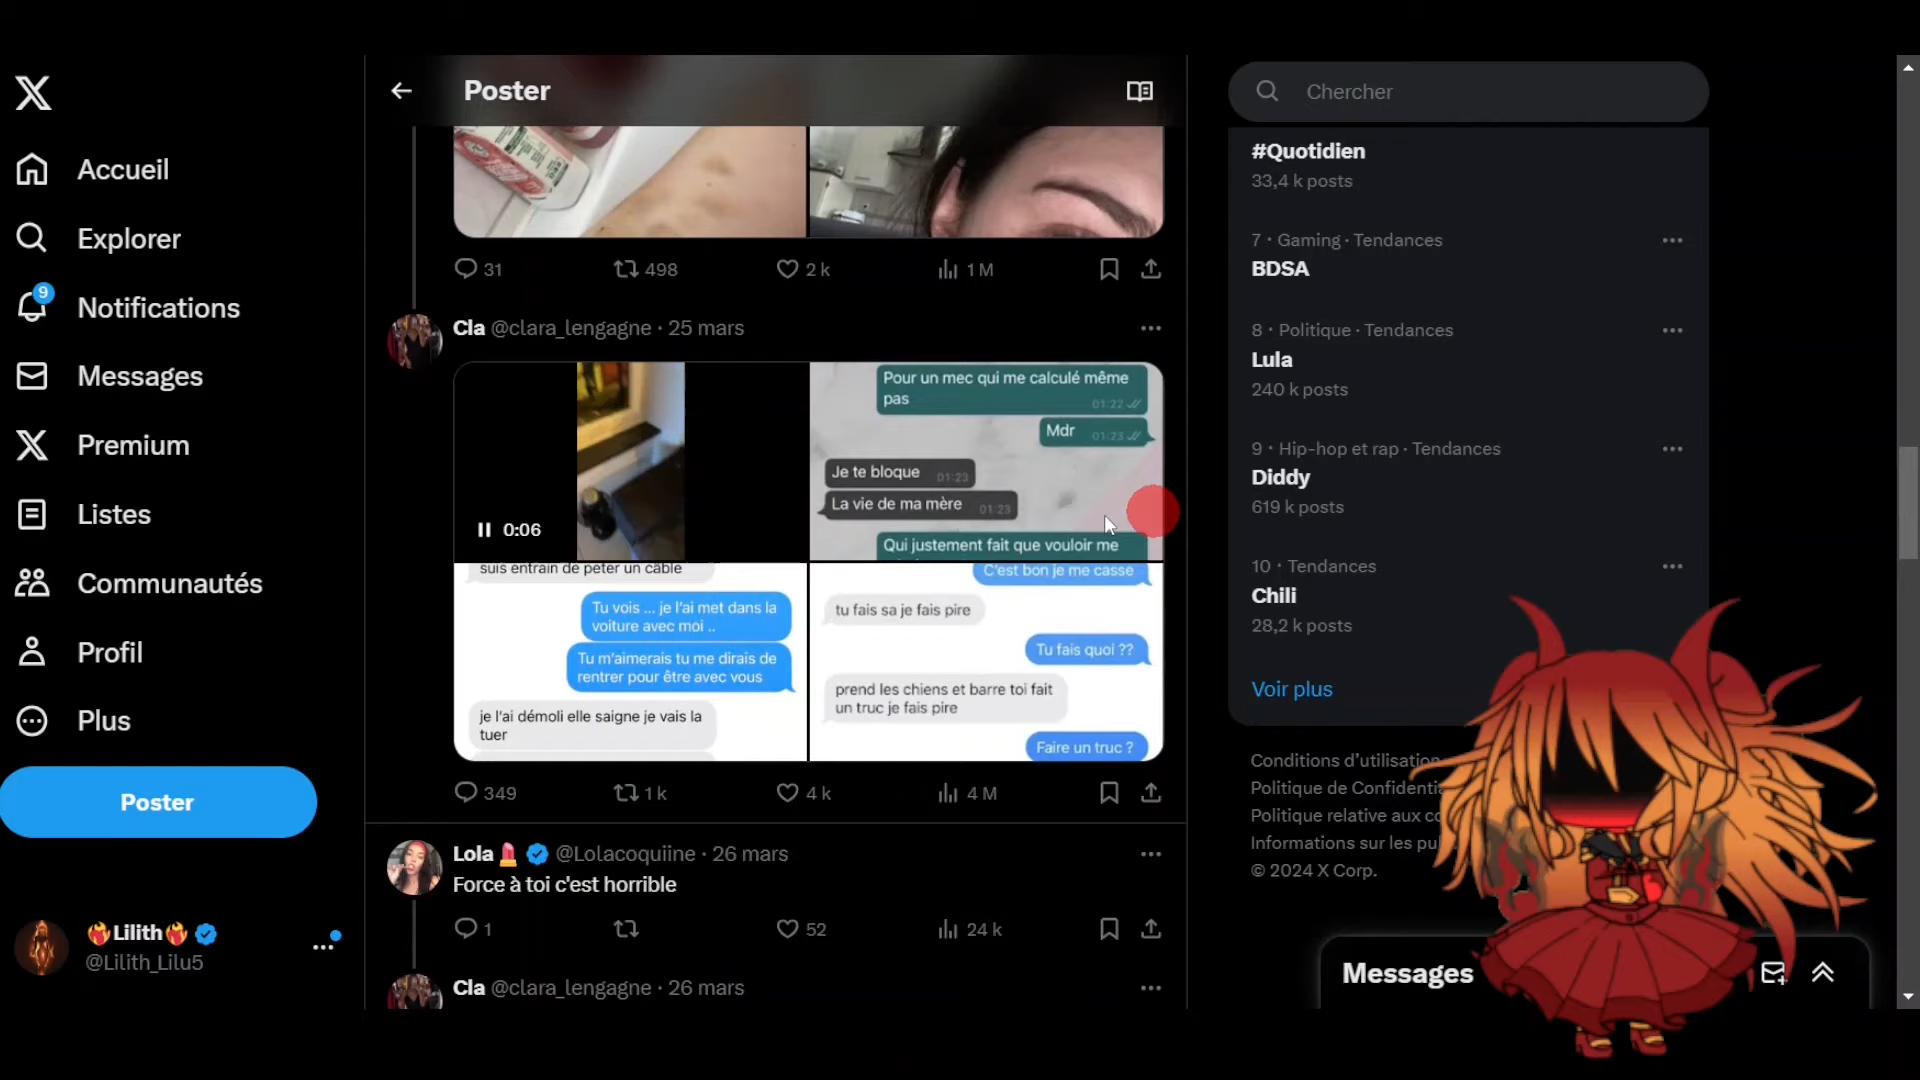 Accueil
Explorer
9
Notifications
Messages
Premium
Listes
Communautés
Profil
Plus
Poster
Lilith
@Lilith_Lilu5
Poster
31
498
2 k
1 M
Cla @clara_lengagne · 25 mars
0:06
Pour un mec qui me calculé même
pas
01:22
Mdr
01:23
Je te bloque
01:23
La vie de ma mère
01:23
Qui justement fait que vouloir me
suis entrain de peter un câble
Tu vois ... je l'ai met dans la
voiture avec moi ..
Tu m'aimerais tu me dirais de
rentrer pour être avec vous
je l'ai démoli elle saigne je vais la
tuer
C'est bon je me casse
tu fais sa je fais pire
Tu fais quoi ??
prend les chiens et barre toi fait
un truc je fais pire
Faire un truc ?
349
1 k
4 k
4 M
Lola @Lolacoquiine · 26 mars
Force à toi c'est horrible
1
52
24 k
Cla @clara_lengagne · 26 mars
Chercher
#Quotidien
33,4 k posts
7 · Gaming · Tendances
BDSA
8 · Politique · Tendances
Lula
240 k posts
9 · Hip-hop et rap · Tendances
Diddy
619 k posts
10 · Tendances
Chili
28,2 k posts
Voir plus
Conditions d'utilisation
Politique de Confidenti
Politique relative aux co
Informations sur les pu
© 2024 X Corp.
Messages